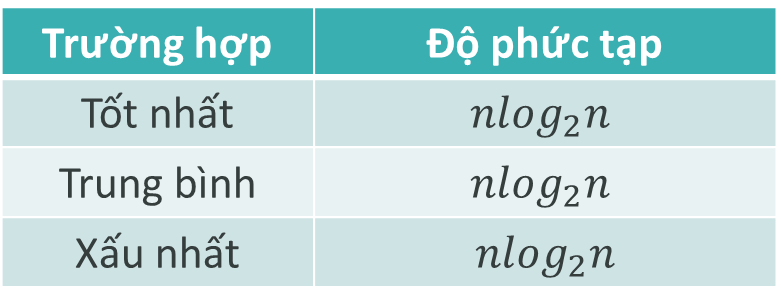 Trường hợp Độ phức tạp
Tốt nhất nlog₂n
Trung bình nlog₂n
Xấu nhất nlog₂n